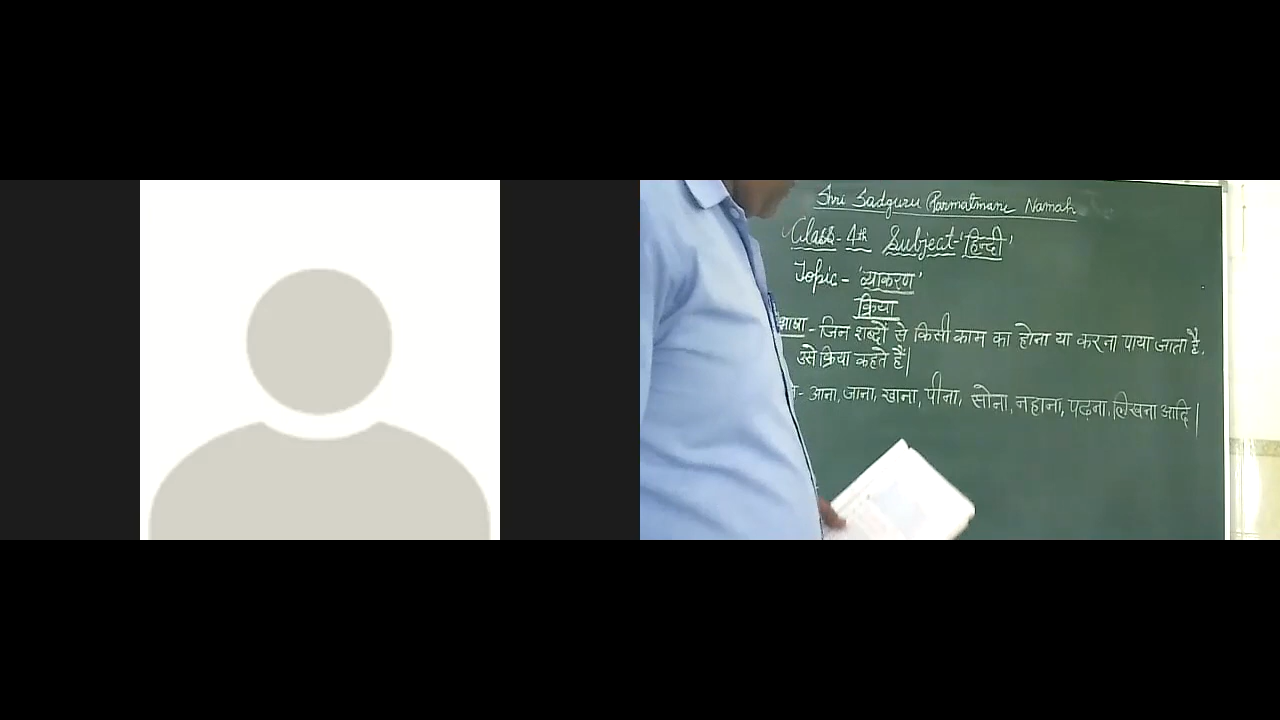 Shri Sadguru Parmatmane Namah
Class- 4th Subject-'हिन्दी'
Topic- 'व्याकरण'
क्रिया
भाषा - जिन शब्दों से किसी काम का होना या करना पाया जाता है,
उसे क्रिया कहते हैं|
- आना, जाना, खाना, पीना, सोना, नहाना, पढ़ना, लिखना आदि|